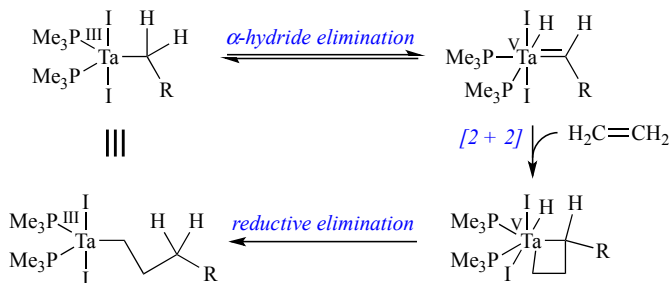 I I H
Me₃P III H H α-hydride elimination V H
Ta Me₃P Ta
Me₃P Me₃P
I R I R
[2 + 2] H₂C CH₂
I I H
Me₃P III H H reductive elimination Me₃P V H
Ta Ta
Me₃P R Me₃P R
I I